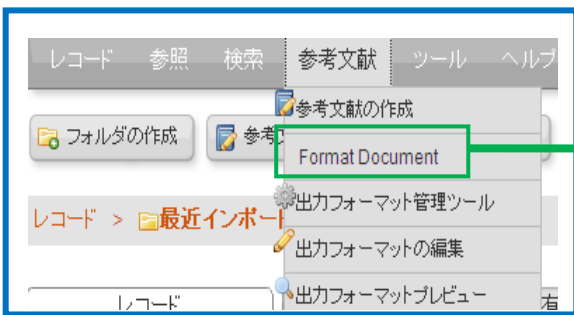 レコード 参照 検索 参考文献 ツール ヘルプ
参考文献の作成
フォルダの作成 参考
Format Document
出力フォーマット管理ツール
レコード > 最近インポート
出力フォーマットの編集
出力フォーマットプレビュー
レコード 有